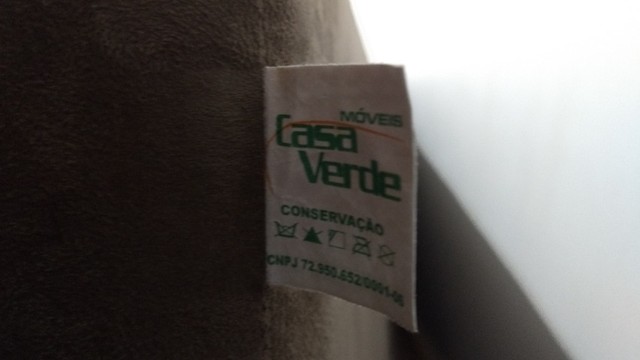 MÓVEIS
Casa
Verde
CONSERVAÇÃO
CNPJ 72.950.652/0001-06